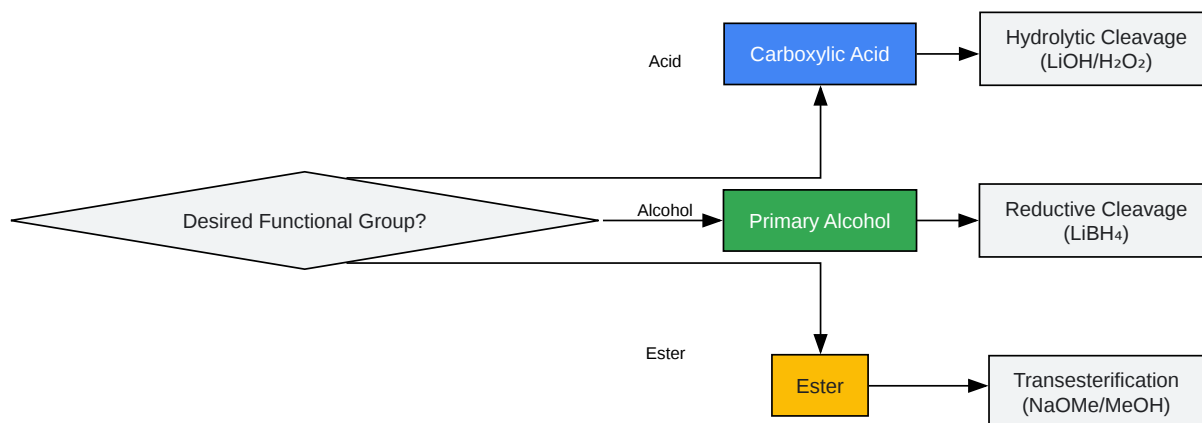 Acid
Carboxylic Acid
Hydrolytic Cleavage
(LiOH/H₂O₂)
Desired Functional Group?
Alcohol
Primary Alcohol
Reductive Cleavage
(LiBH₄)
Ester
Ester
Transesterification
(NaOMe/MeOH)